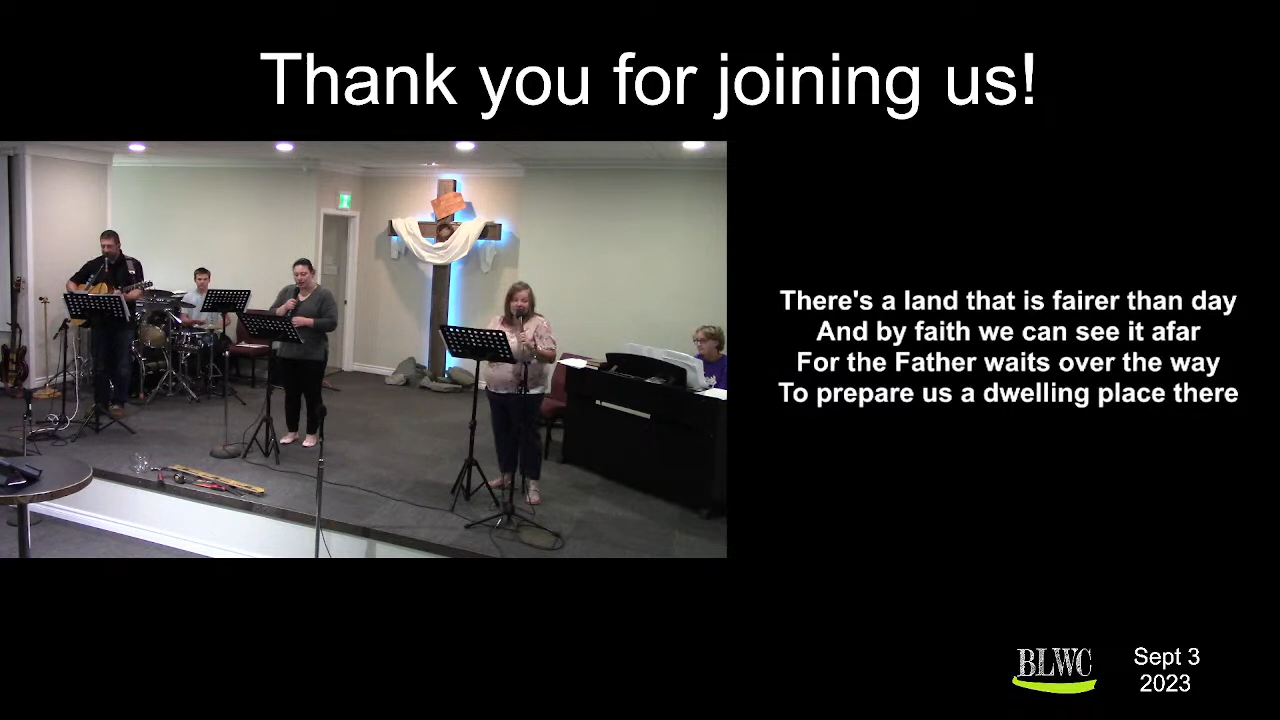 Thank you for joining us!
There's a land that is fairer than day
And by faith we can see it afar
For the Father waits over the way
To prepare us a dwelling place there
BLWC
Sept 3
2023